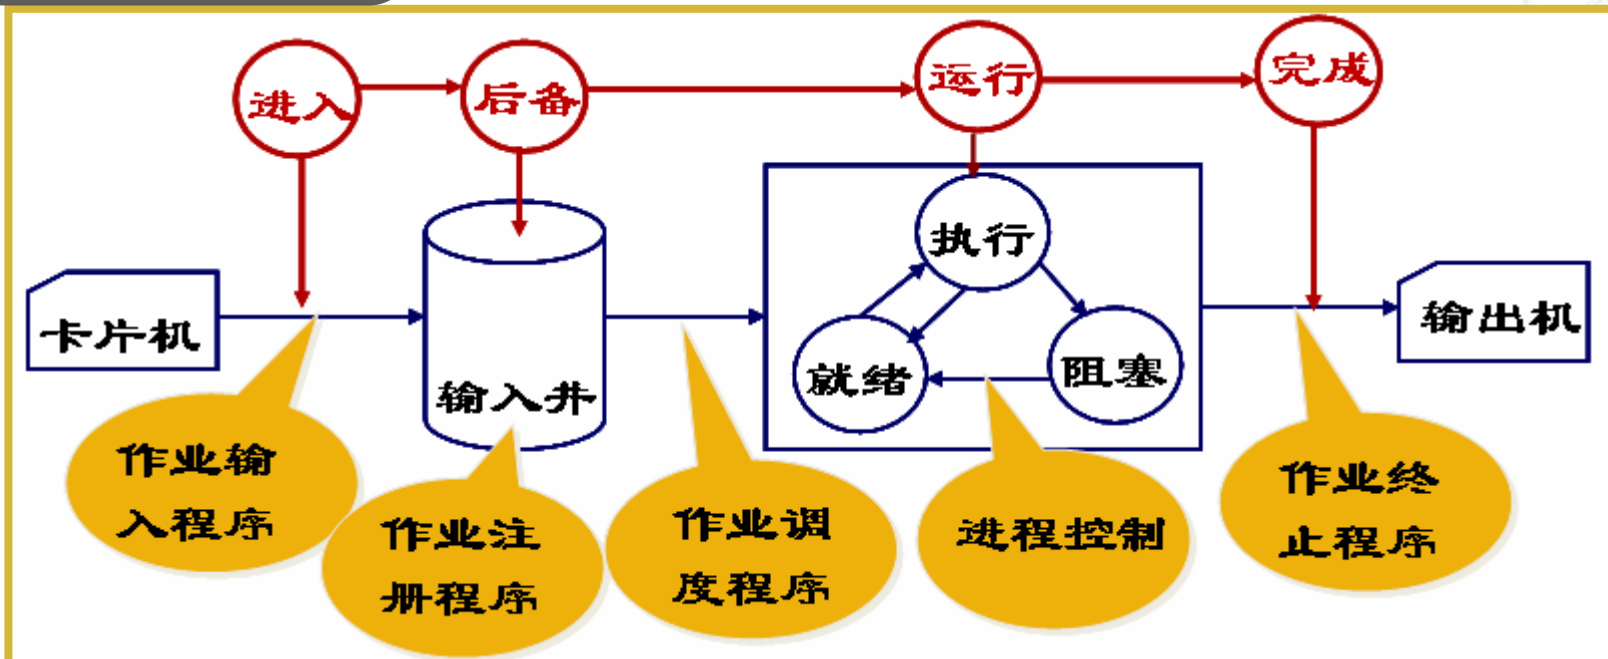 进入
后备
运行
完成
执行
卡片机
输入井
就绪
阻塞
输出机
作业输
入程序
作业注
册程序
作业调
度程序
进程控制
作业终
止程序